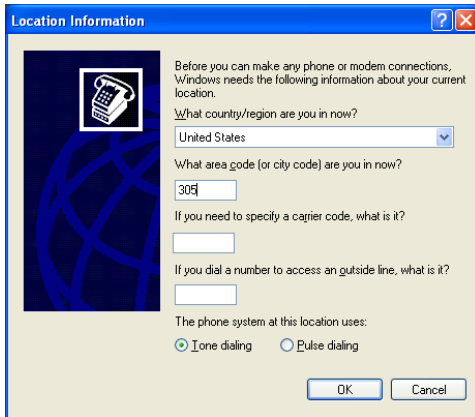 Location Information
Before you can make any phone or modem connections,
Windows needs the following information about your current
location.
What country/region are you in now?
United States
What area code (or city code) are you in now?
305
If you need to specify a carrier code, what is it?
If you dial a number to access an outside line, what is it?
The phone system at this location uses:
Tone dialing Pulse dialing
OK Cancel